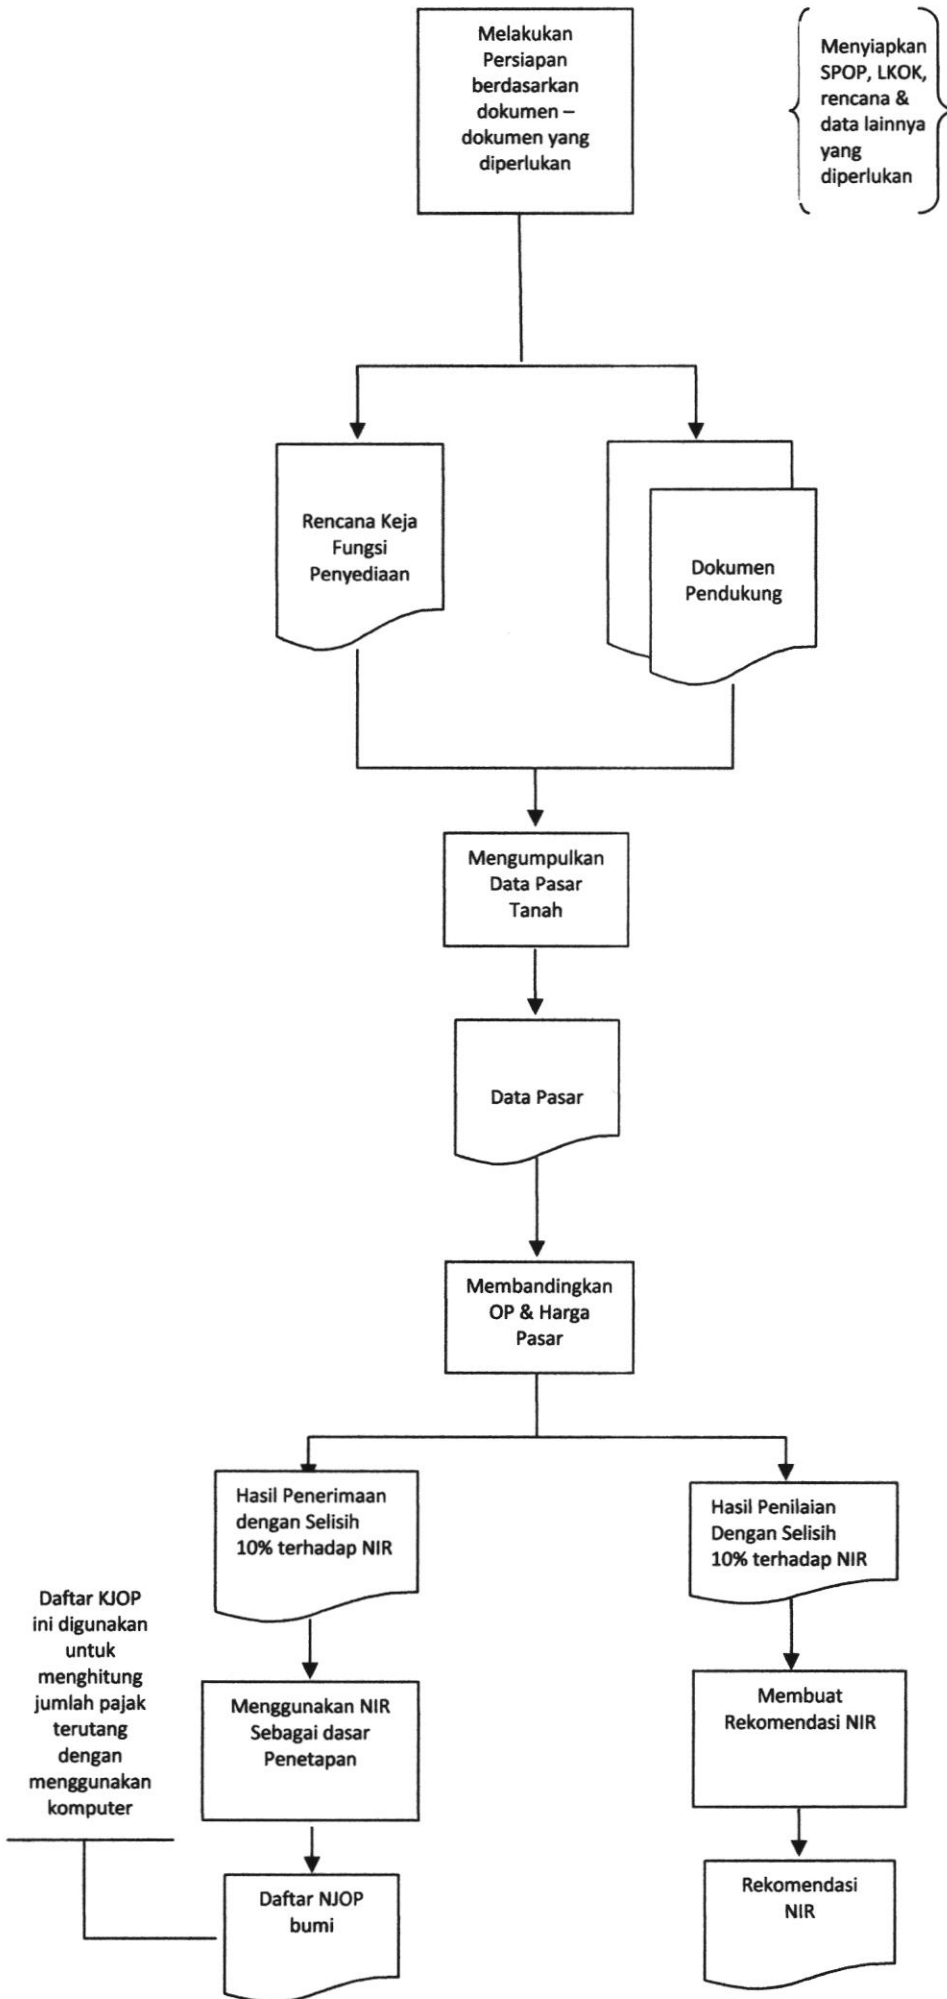 Melakukan
Persiapan
berdasarkan
dokumen –
dokumen yang
diperlukan
Menyiapkan
SPOP, LKOK,
rencana &
data lainnya
yang
diperlukan
Rencana Keja
Fungsi
Penyediaan
Dokumen
Pendukung
Mengumpulkan
Data Pasar
Tanah
Data Pasar
Membandingkan
OP & Harga
Pasar
Hasil Penerimaan
dengan Selisih
10% terhadap NIR
Hasil Penilaian
Dengan Selisih
10% terhadap NIR
Daftar KJOP
ini digunakan
untuk
menghitung
jumlah pajak
terutang
dengan
menggunakan
komputer
Menggunakan NIR
Sebagai dasar
Penetapan
Membuat
Rekomendasi NIR
Daftar NJOP
bumi
Rekomendasi
NIR